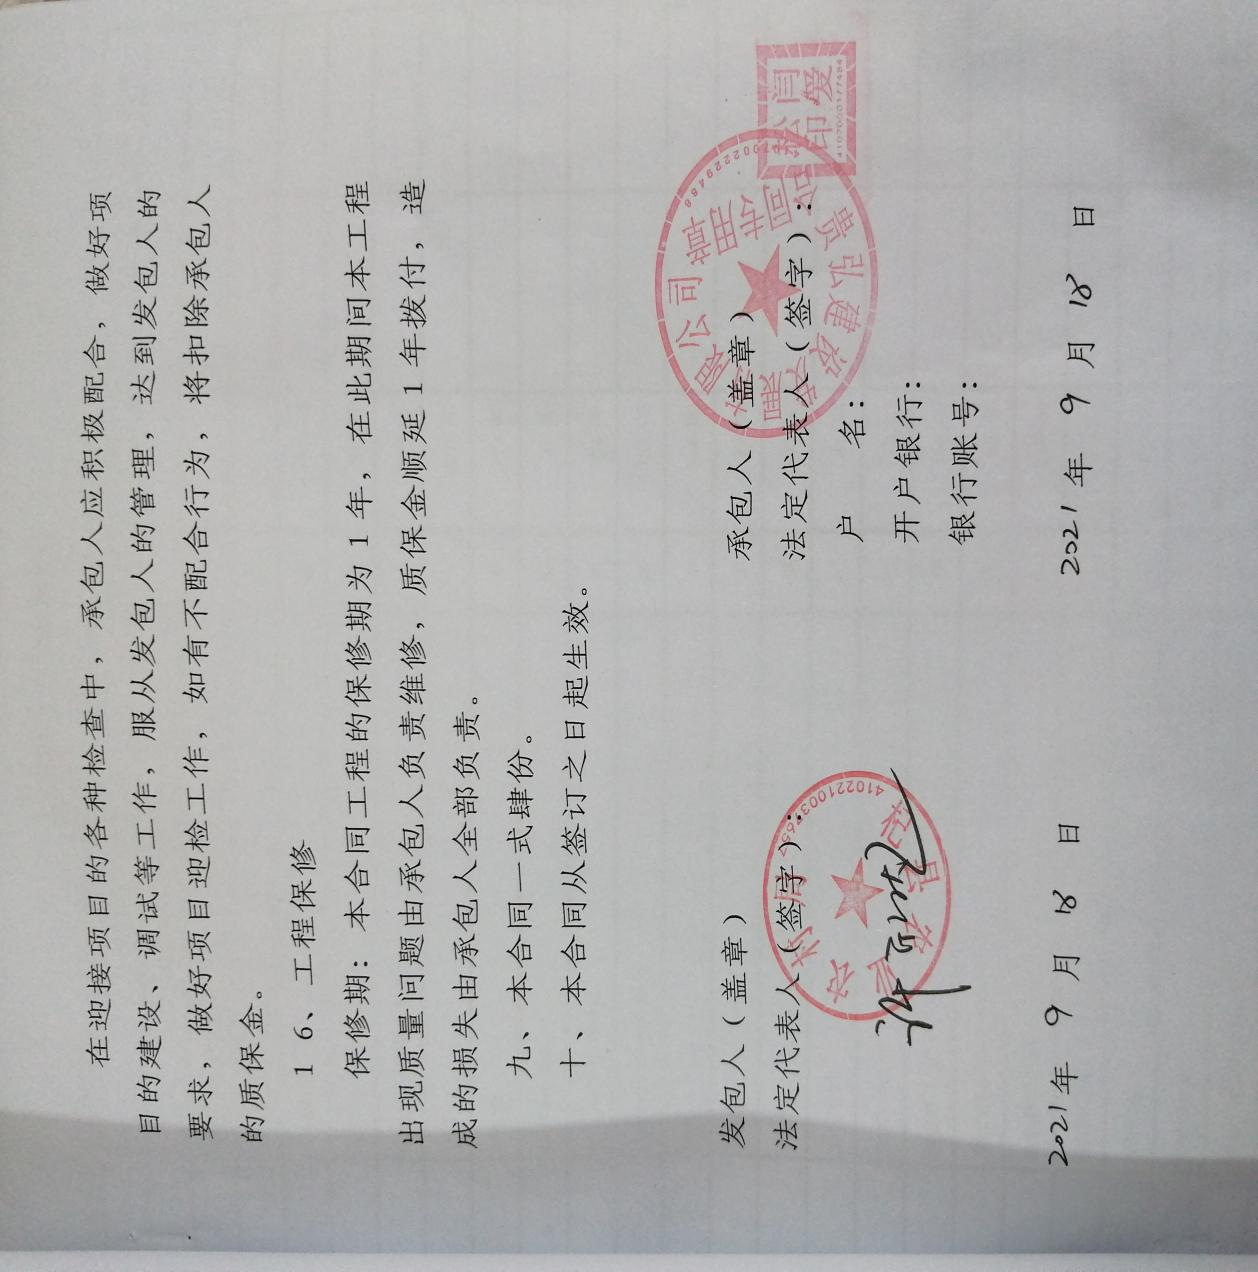 在迎接项目的各种检查中，承包人应积极配合，做好项
目的建设、调试等工作，服从发包人的管理，达到发包人的
要求，做好项目迎检工作，如有不配合行为，将扣除承包人
的质保金。
16、工程保修
保修期：本合同工程的保修期为1年，在此期间本工程
出现质量问题由承包人负责维修，质保金顺延1年拨付，造
成的损失由承包人全部负责。
九、本合同一式肆份。
十、本合同从签订之日起生效。
发包人（盖章）
法定代表人（签字）：
2021年 9 月 18 日
承包人（盖章）
法定代表人（签字）：
户 名：
开户银行：
银行账号：
2021年 9 月 18 日
合同专用章